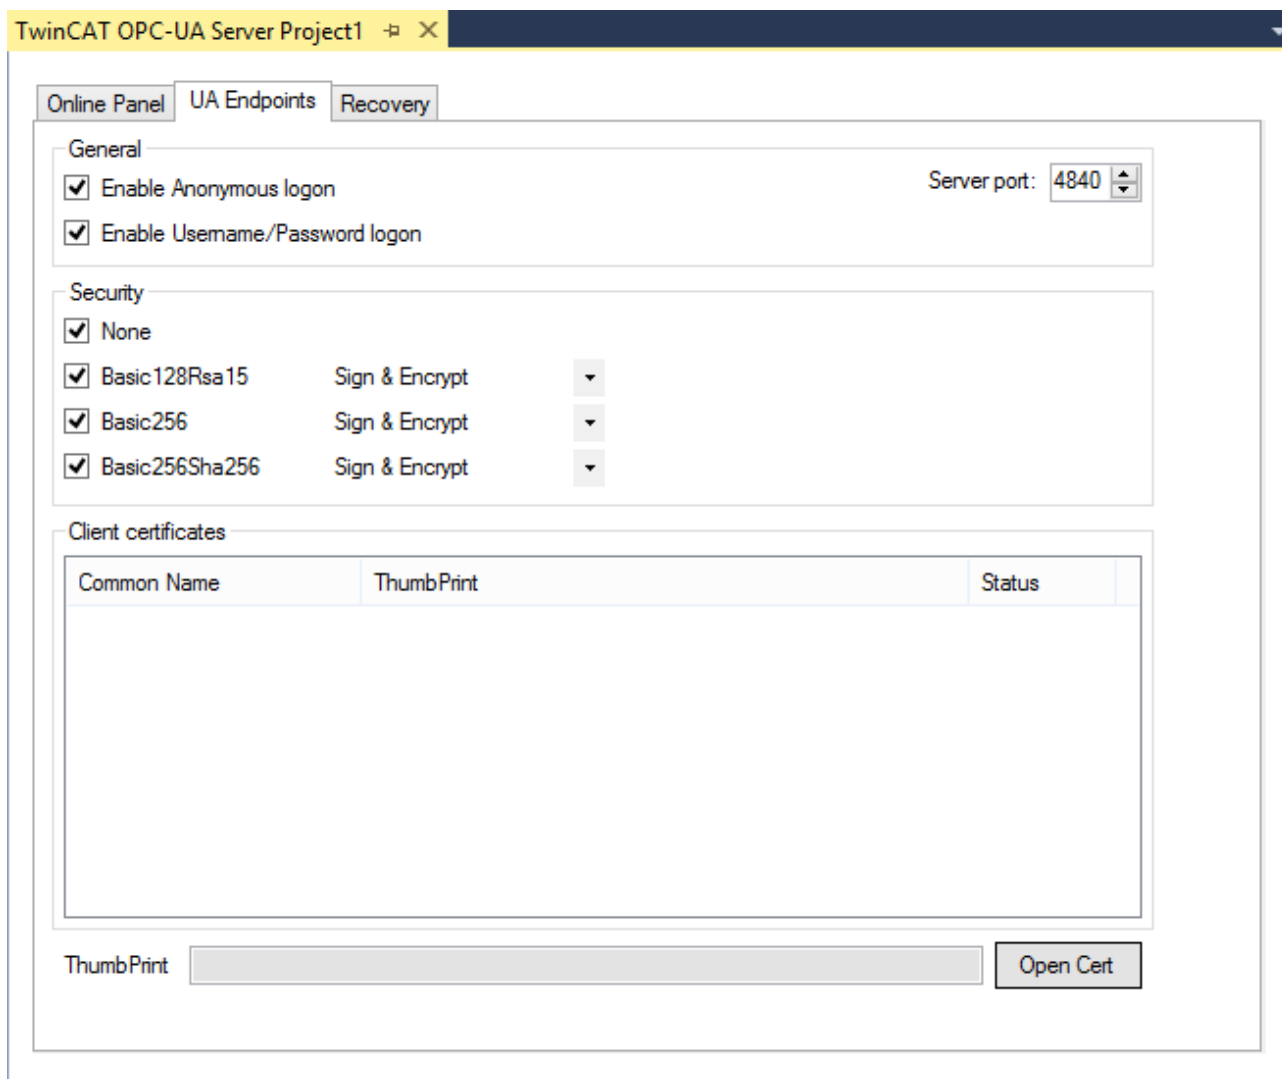 TwinCAT OPC-UA Server Project1
Online Panel UA Endpoints Recovery
General
Enable Anonymous logon Server port: 4840
Enable Username/Password logon
Security
None
Basic128Rsa15 Sign & Encrypt
Basic256 Sign & Encrypt
Basic256Sha256 Sign & Encrypt
Client certificates
Common Name ThumbPrint Status
ThumbPrint Open Cert